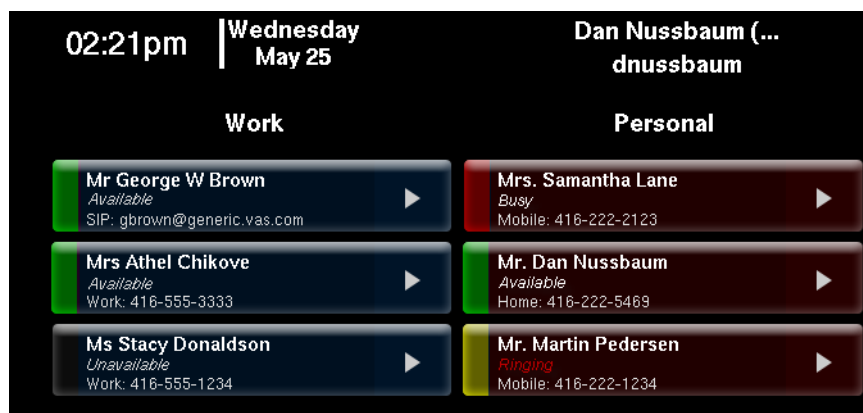 02:21pm
Wednesday
May 25
Dan Nussbaum (...
dnussbaum
Work
Personal
Mr George W Brown
Available
SIP: gbrown@generic.vas.com
Mrs. Samantha Lane
Busy
Mobile: 416-222-2123
Mrs Athel Chikove
Available
Work: 416-555-3333
Mr. Dan Nussbaum
Available
Home: 416-222-5469
Ms Stacy Donaldson
Unavailable
Work: 416-555-1234
Mr. Martin Pedersen
Ringing
Mobile: 416-222-1234